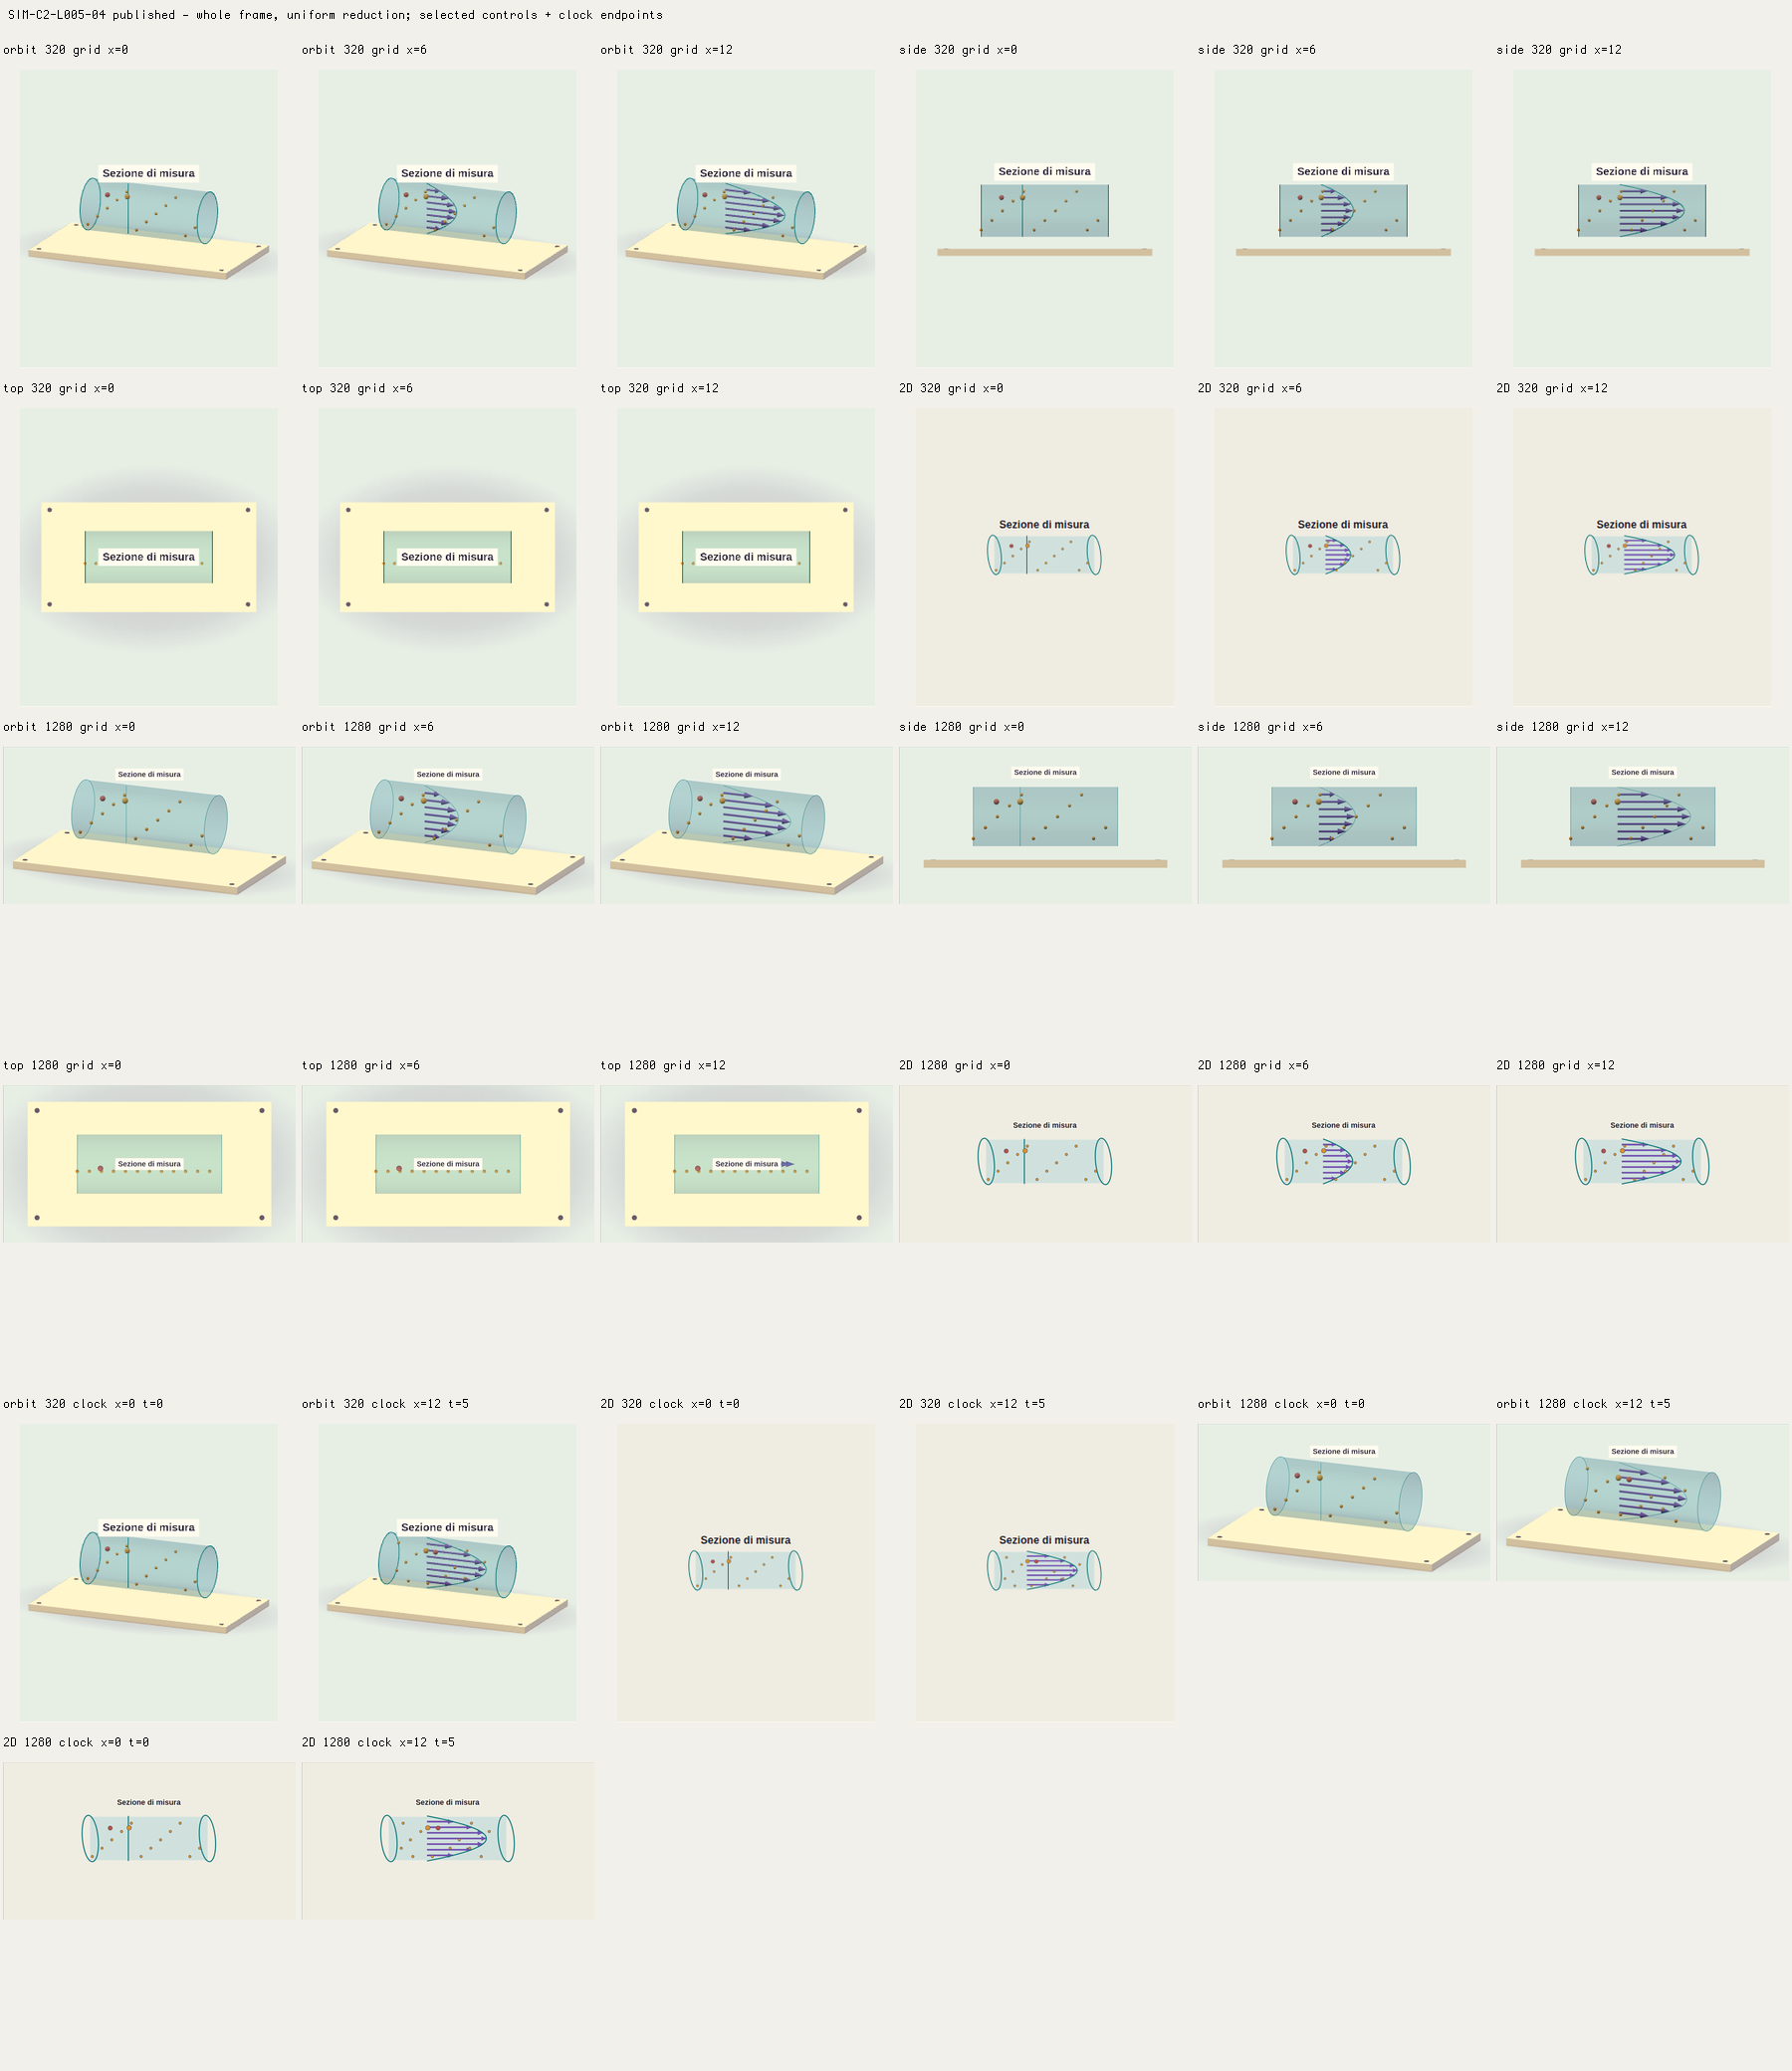 SIM-C2-L005-04 published — whole frame, uniform reduction; selected controls + clock endpoints
orbit 320 grid x=0
orbit 320 grid x=6
orbit 320 grid x=12
side 320 grid x=0
side 320 grid x=6
side 320 grid x=12
Sezione di misura
Sezione di misura
Sezione di misura
Sezione di misura
Sezione di misura
Sezione di misura
top 320 grid x=0
top 320 grid x=6
top 320 grid x=12
2D 320 grid x=0
2D 320 grid x=6
2D 320 grid x=12
Sezione di misura
Sezione di misura
Sezione di misura
Sezione di misura
Sezione di misura
Sezione di misura
orbit 1280 grid x=0
orbit 1280 grid x=6
orbit 1280 grid x=12
side 1280 grid x=0
side 1280 grid x=6
side 1280 grid x=12
Sezione di misura
Sezione di misura
Sezione di misura
Sezione di misura
Sezione di misura
Sezione di misura
top 1280 grid x=0
top 1280 grid x=6
top 1280 grid x=12
2D 1280 grid x=0
2D 1280 grid x=6
2D 1280 grid x=12
Sezione di misura
Sezione di misura
Sezione di misura
Sezione di misura
Sezione di misura
Sezione di misura
orbit 320 clock x=0 t=0
orbit 320 clock x=12 t=5
2D 320 clock x=0 t=0
2D 320 clock x=12 t=5
orbit 1280 clock x=0 t=0
orbit 1280 clock x=12 t=5
Sezione di misura
Sezione di misura
Sezione di misura
Sezione di misura
Sezione di misura
Sezione di misura
2D 1280 clock x=0 t=0
2D 1280 clock x=12 t=5
Sezione di misura
Sezione di misura